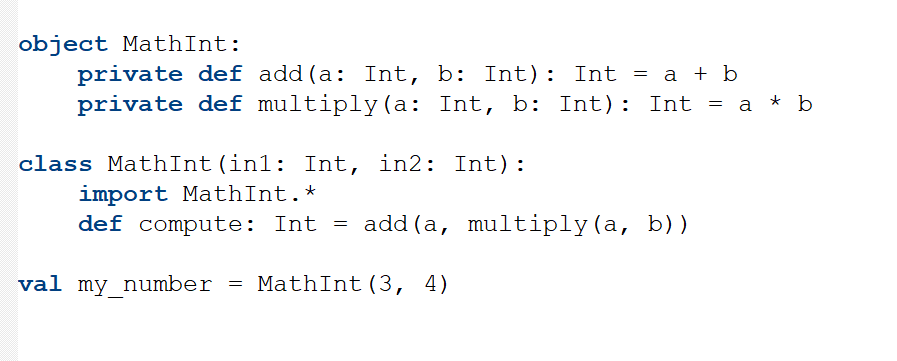 object MathInt:
    private def add(a: Int, b: Int): Int = a + b
    private def multiply(a: Int, b: Int): Int = a * b
class MathInt(in1: Int, in2: Int):
    import MathInt.*
    def compute: Int = add(a, multiply(a, b))
val my_number = MathInt(3, 4)